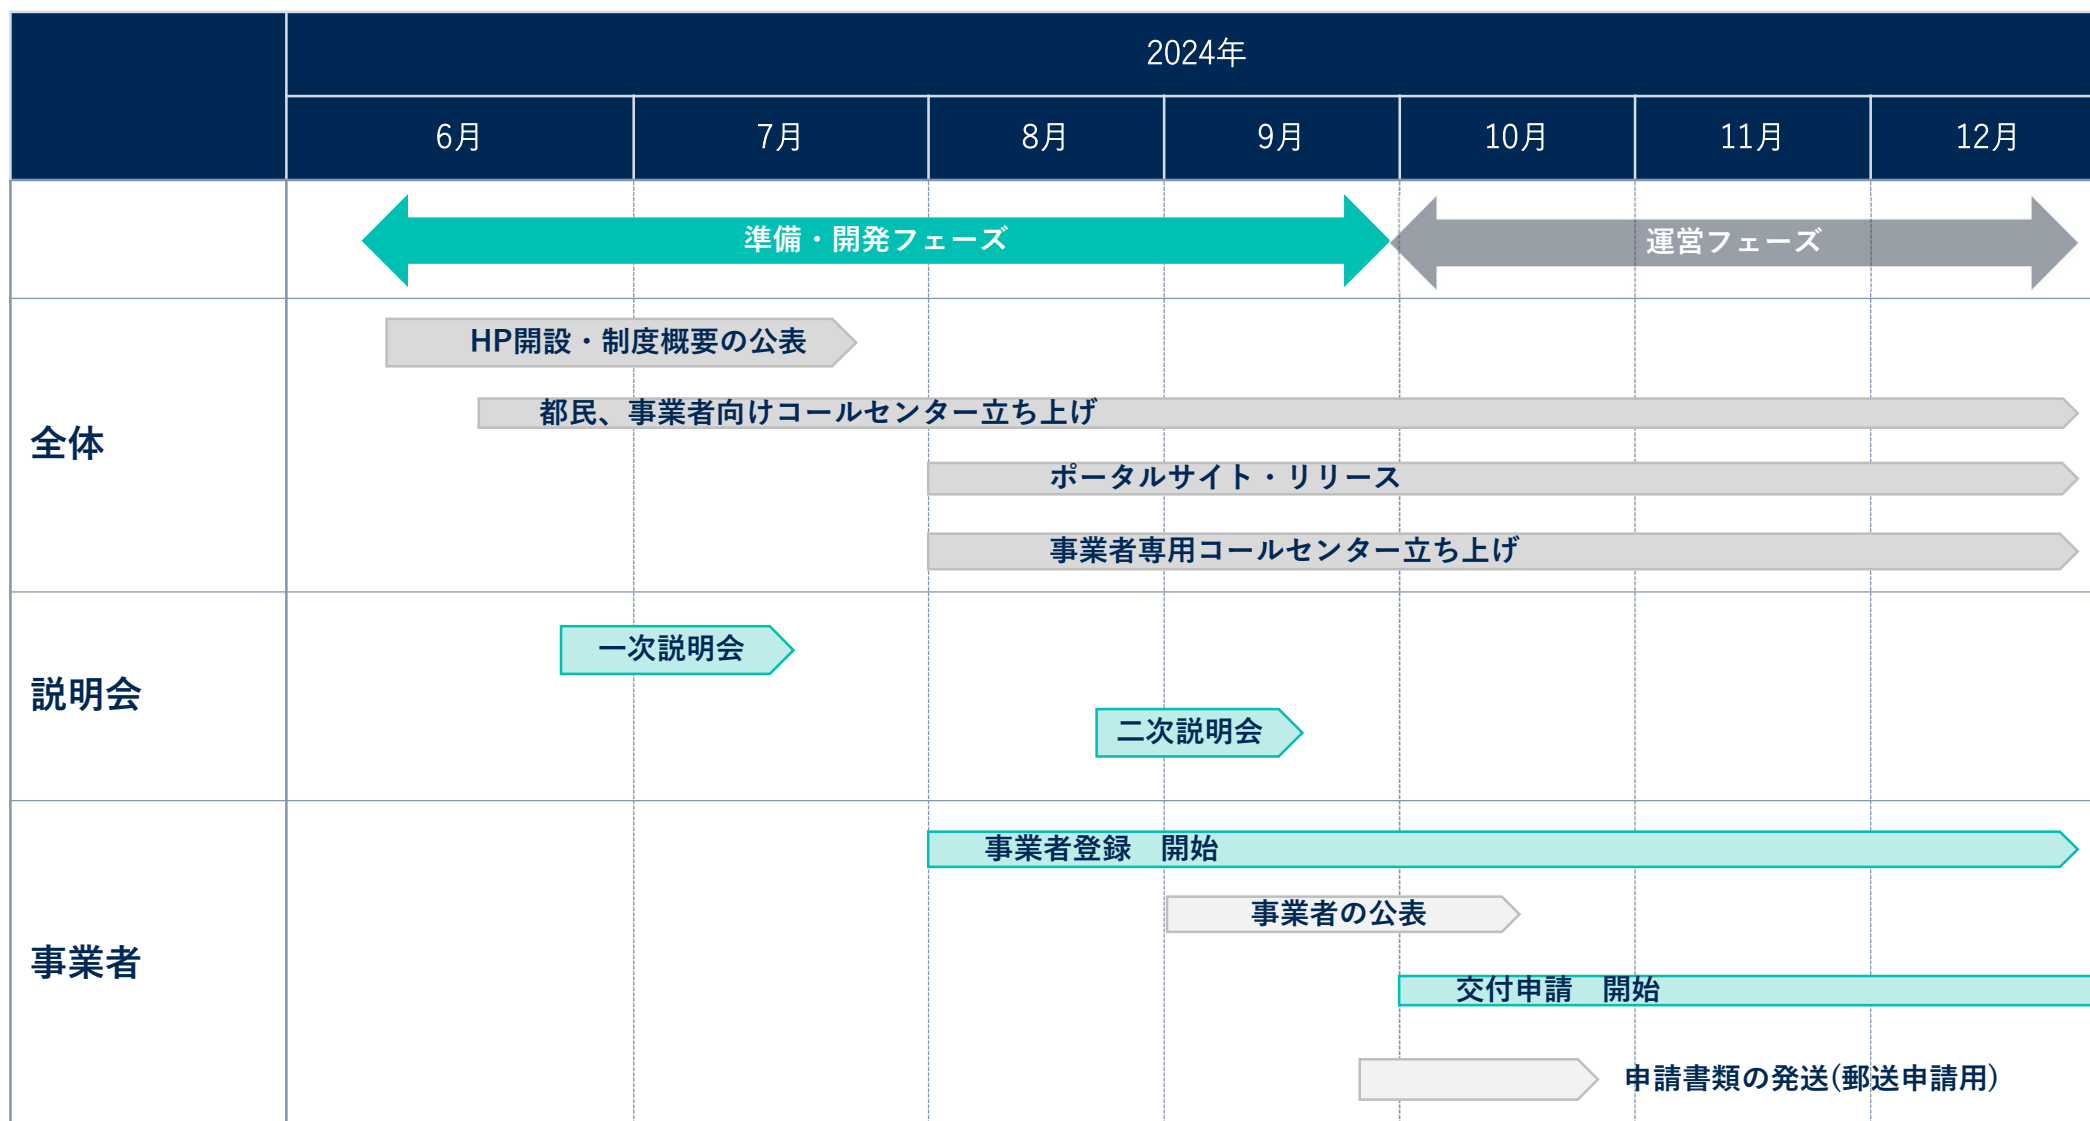 2024年
6月
7月
8月
9月
10月
11月
12月
準備・開発フェーズ
運営フェーズ
全体
HP開設・制度概要の公表
都民、事業者向けコールセンター立ち上げ
ポータルサイト・リリース
事業者専用コールセンター立ち上げ
説明会
一次説明会
二次説明会
事業者
事業者登録　開始
事業者の公表
交付申請　開始
申請書類の発送(郵送申請用)